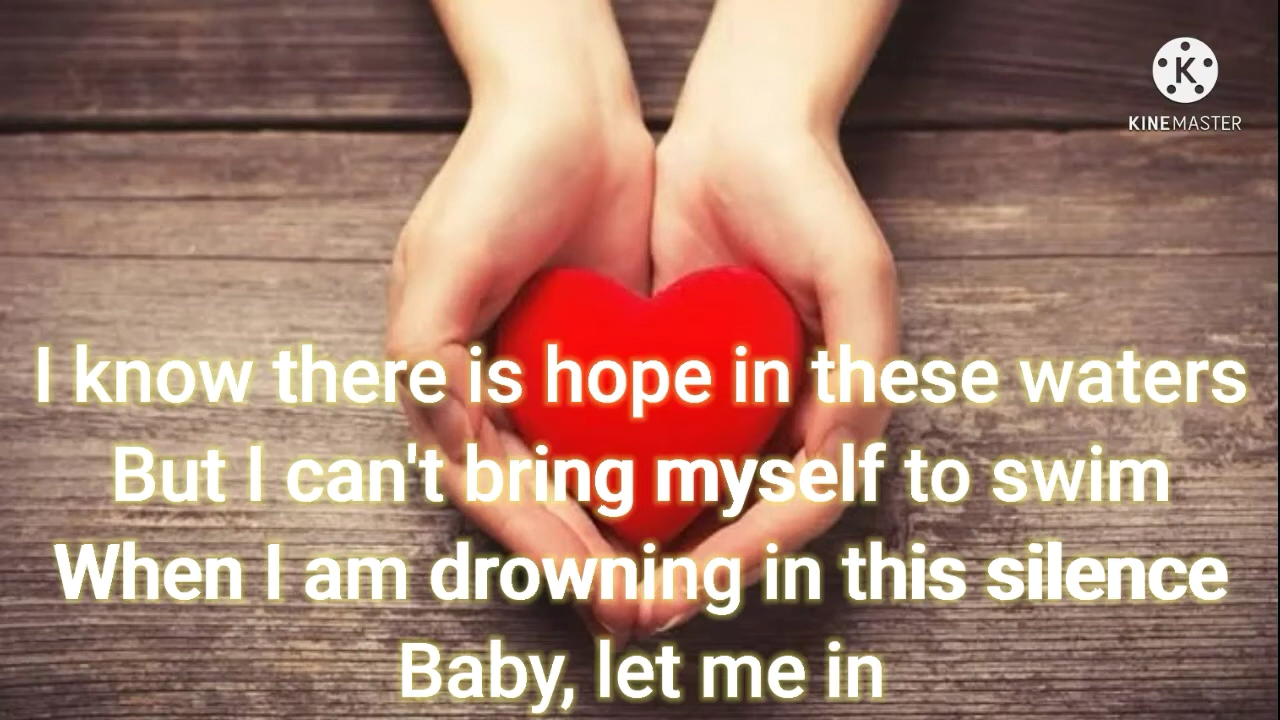 K
KINEMASTER
I know there is hope in these waters
But I can't bring myself to swim
When I am drowning in this silence
Baby, let me in